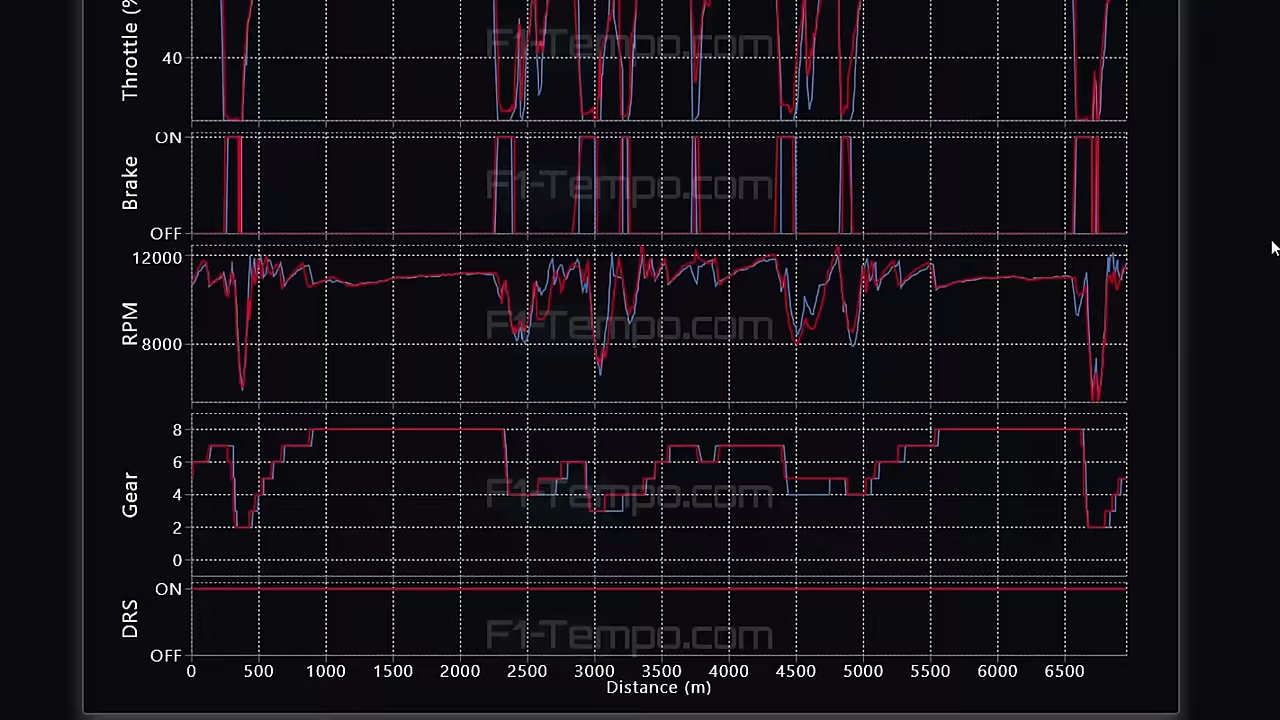 Throttle (%
40
F1-Tempo.com
ON
Brake
OFF
F1-Tempo.com
12000
RPM
8000
F1-Tempo.com
8
6
Gear
4
2
0
F1-Tempo.com
ON
DRS
OFF
F1-Tempo.com
0 500 1000 1500 2000 2500 3000 3500 4000 4500 5000 5500 6000 6500
Distance (m)